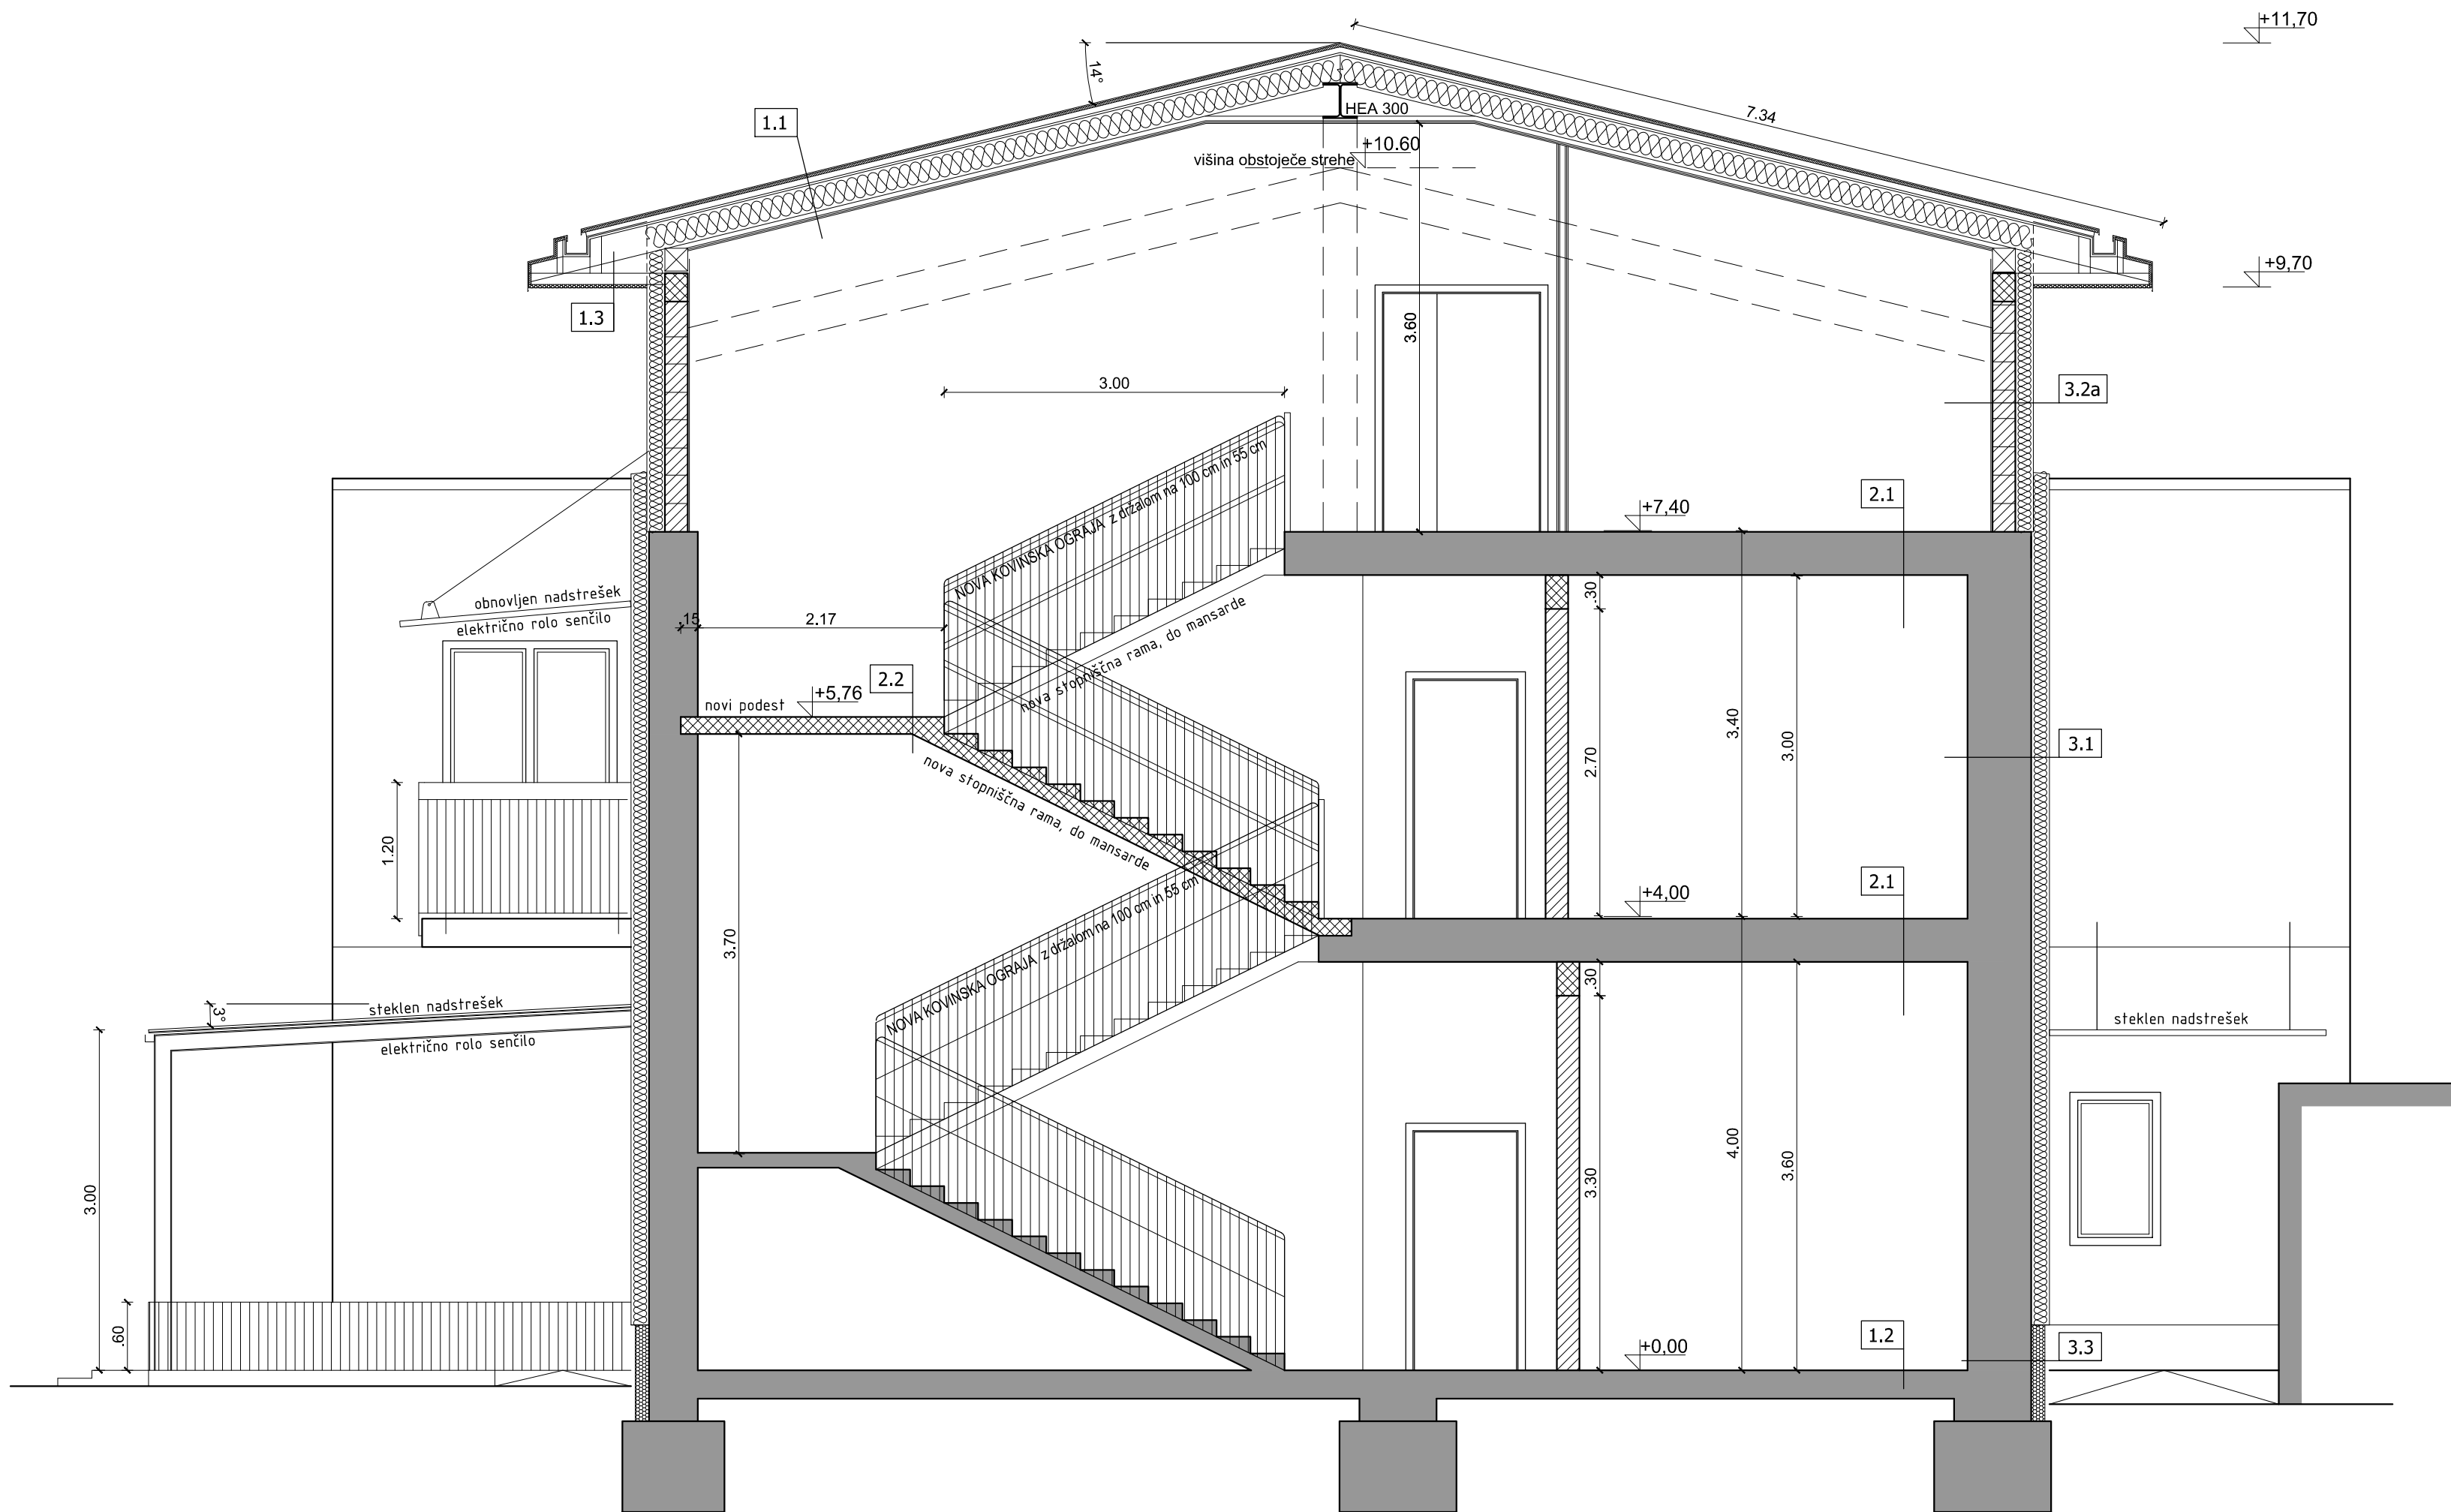 +11,70
14°
7.34
1.1
HEA 300
+10.60
višina obstoječe strehe
+9,70
1.3
3.60
3.00
3.2a
NOVA KOVINSKA OGRAJA z držalom na 100 cm in 55 cm
2.1
+7,40
obnovljen nadstrešek
električno rolo senčilo
.15
2.17
.30
nova stopniščna rama, do mansarde
2.2
novi podest
+5,76
3.40
3.00
2.70
3.1
nova stopniščna rama, do mansarde
1.20
2.1
+4,00
NOVA KOVINSKA OGRAJA z držalom na 100 cm in 55 cm
3.70
.30
3°
steklen nadstrešek
električno rolo senčilo
steklen nadstrešek
3.00
4.00
3.60
3.30
.60
+0,00
1.2
3.3